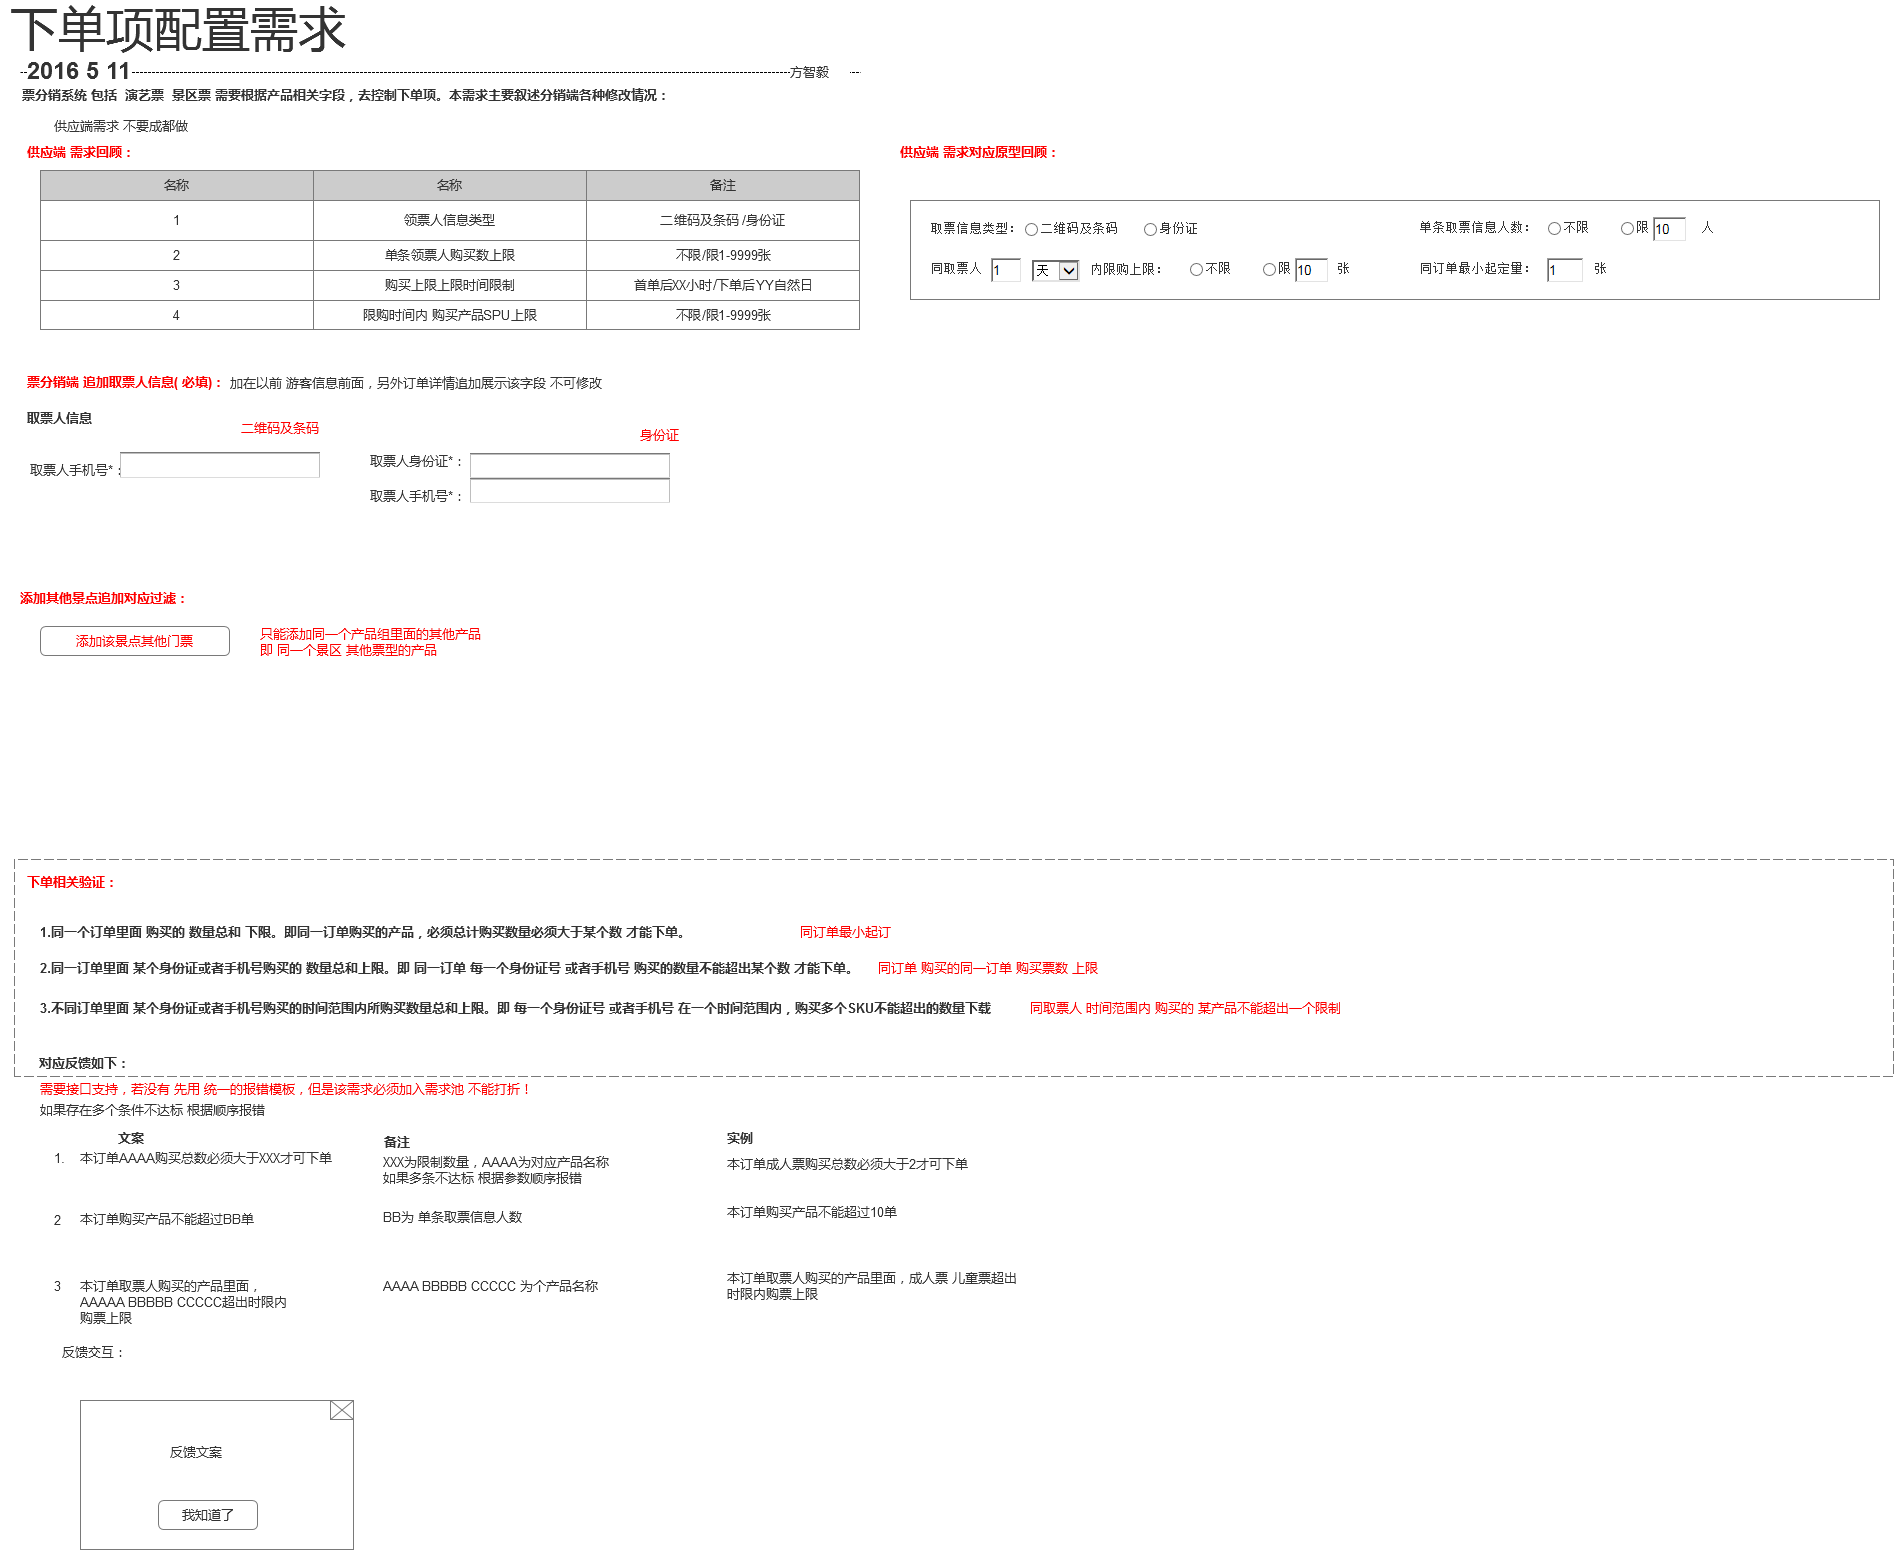 下单项配置需求
2016 5 11
方智毅
票分销系统 包括 演艺票 景区票 需要根据产品相关字段，去控制下单项。本需求主要叙述分销端各种修改情况：
供应端需求 不要成都做
供应端 需求回顾：
供应端 需求对应原型回顾：
名称 名称 备注
1 领票人信息类型 二维码及条码 /身份证
2 单条领票人购买数上限 不限/限1-9999张
3 购买上限上限时间限制 首单后XX小时/下单后YY自然日
4 限购时间内 购买产品SPU上限 不限/限1-9999张
取票信息类型： 二维码及条码 身份证 单条取票信息人数： 不限 限 10 人
同取票人 1 天 内限购上限： 不限 限 10 张 同订单最小起定量： 1 张
票分销端 追加取票人信息( 必填)： 加在以前 游客信息前面，另外订单详情追加展示该字段 不可修改
取票人信息
二维码及条码
身份证
取票人手机号*：
取票人身份证*：
取票人手机号*：
添加其他景点追加对应过滤：
添加该景点其他门票
只能添加同一个产品组里面的其他产品
即 同一个景区 其他票型的产品
下单相关验证：
1.同一个订单里面 购买的 数量总和 下限。即同一订单购买的产品，必须总计购买数量必须大于某个数 才能下单。 同订单最小起订
2.同一订单里面 某个身份证或者手机号购买的 数量总和上限。即 同一订单 每一个身份证号 或者手机号 购买的数量不能超出某个数 才能下单。 同订单 购买的同一订单 购买票数 上限
3.不同订单里面 某个身份证或者手机号购买的时间范围内所购买数量总和上限。即 每一个身份证号 或者手机号 在一个时间范围内，购买多个SKU不能超出的数量下载 同取票人 时间范围内 购买的 某产品不能超出一个限制
对应反馈如下：
需要接口支持，若没有 先用 统一的报错模板，但是该需求必须加入需求池 不能打折！
如果存在多个条件不达标 根据顺序报错
文案 备注 实例
1. 本订单AAAA购买总数必须大于XXX才可下单
XXX为限制数量，AAAA为对应产品名称
如果多条不达标 根据参数顺序报错
本订单成人票购买总数必须大于2才可下单
2 本订单购买产品不能超过BB单
BB为 单条取票信息人数
本订单购买产品不能超过10单
3 本订单取票人购买的产品里面，
AAAAA BBBBB CCCCC超出时限内
购票上限
AAAA BBBBB CCCCC 为个产品名称
本订单取票人购买的产品里面，成人票 儿童票超出
时限内购票上限
反馈交互：
反馈文案
我知道了